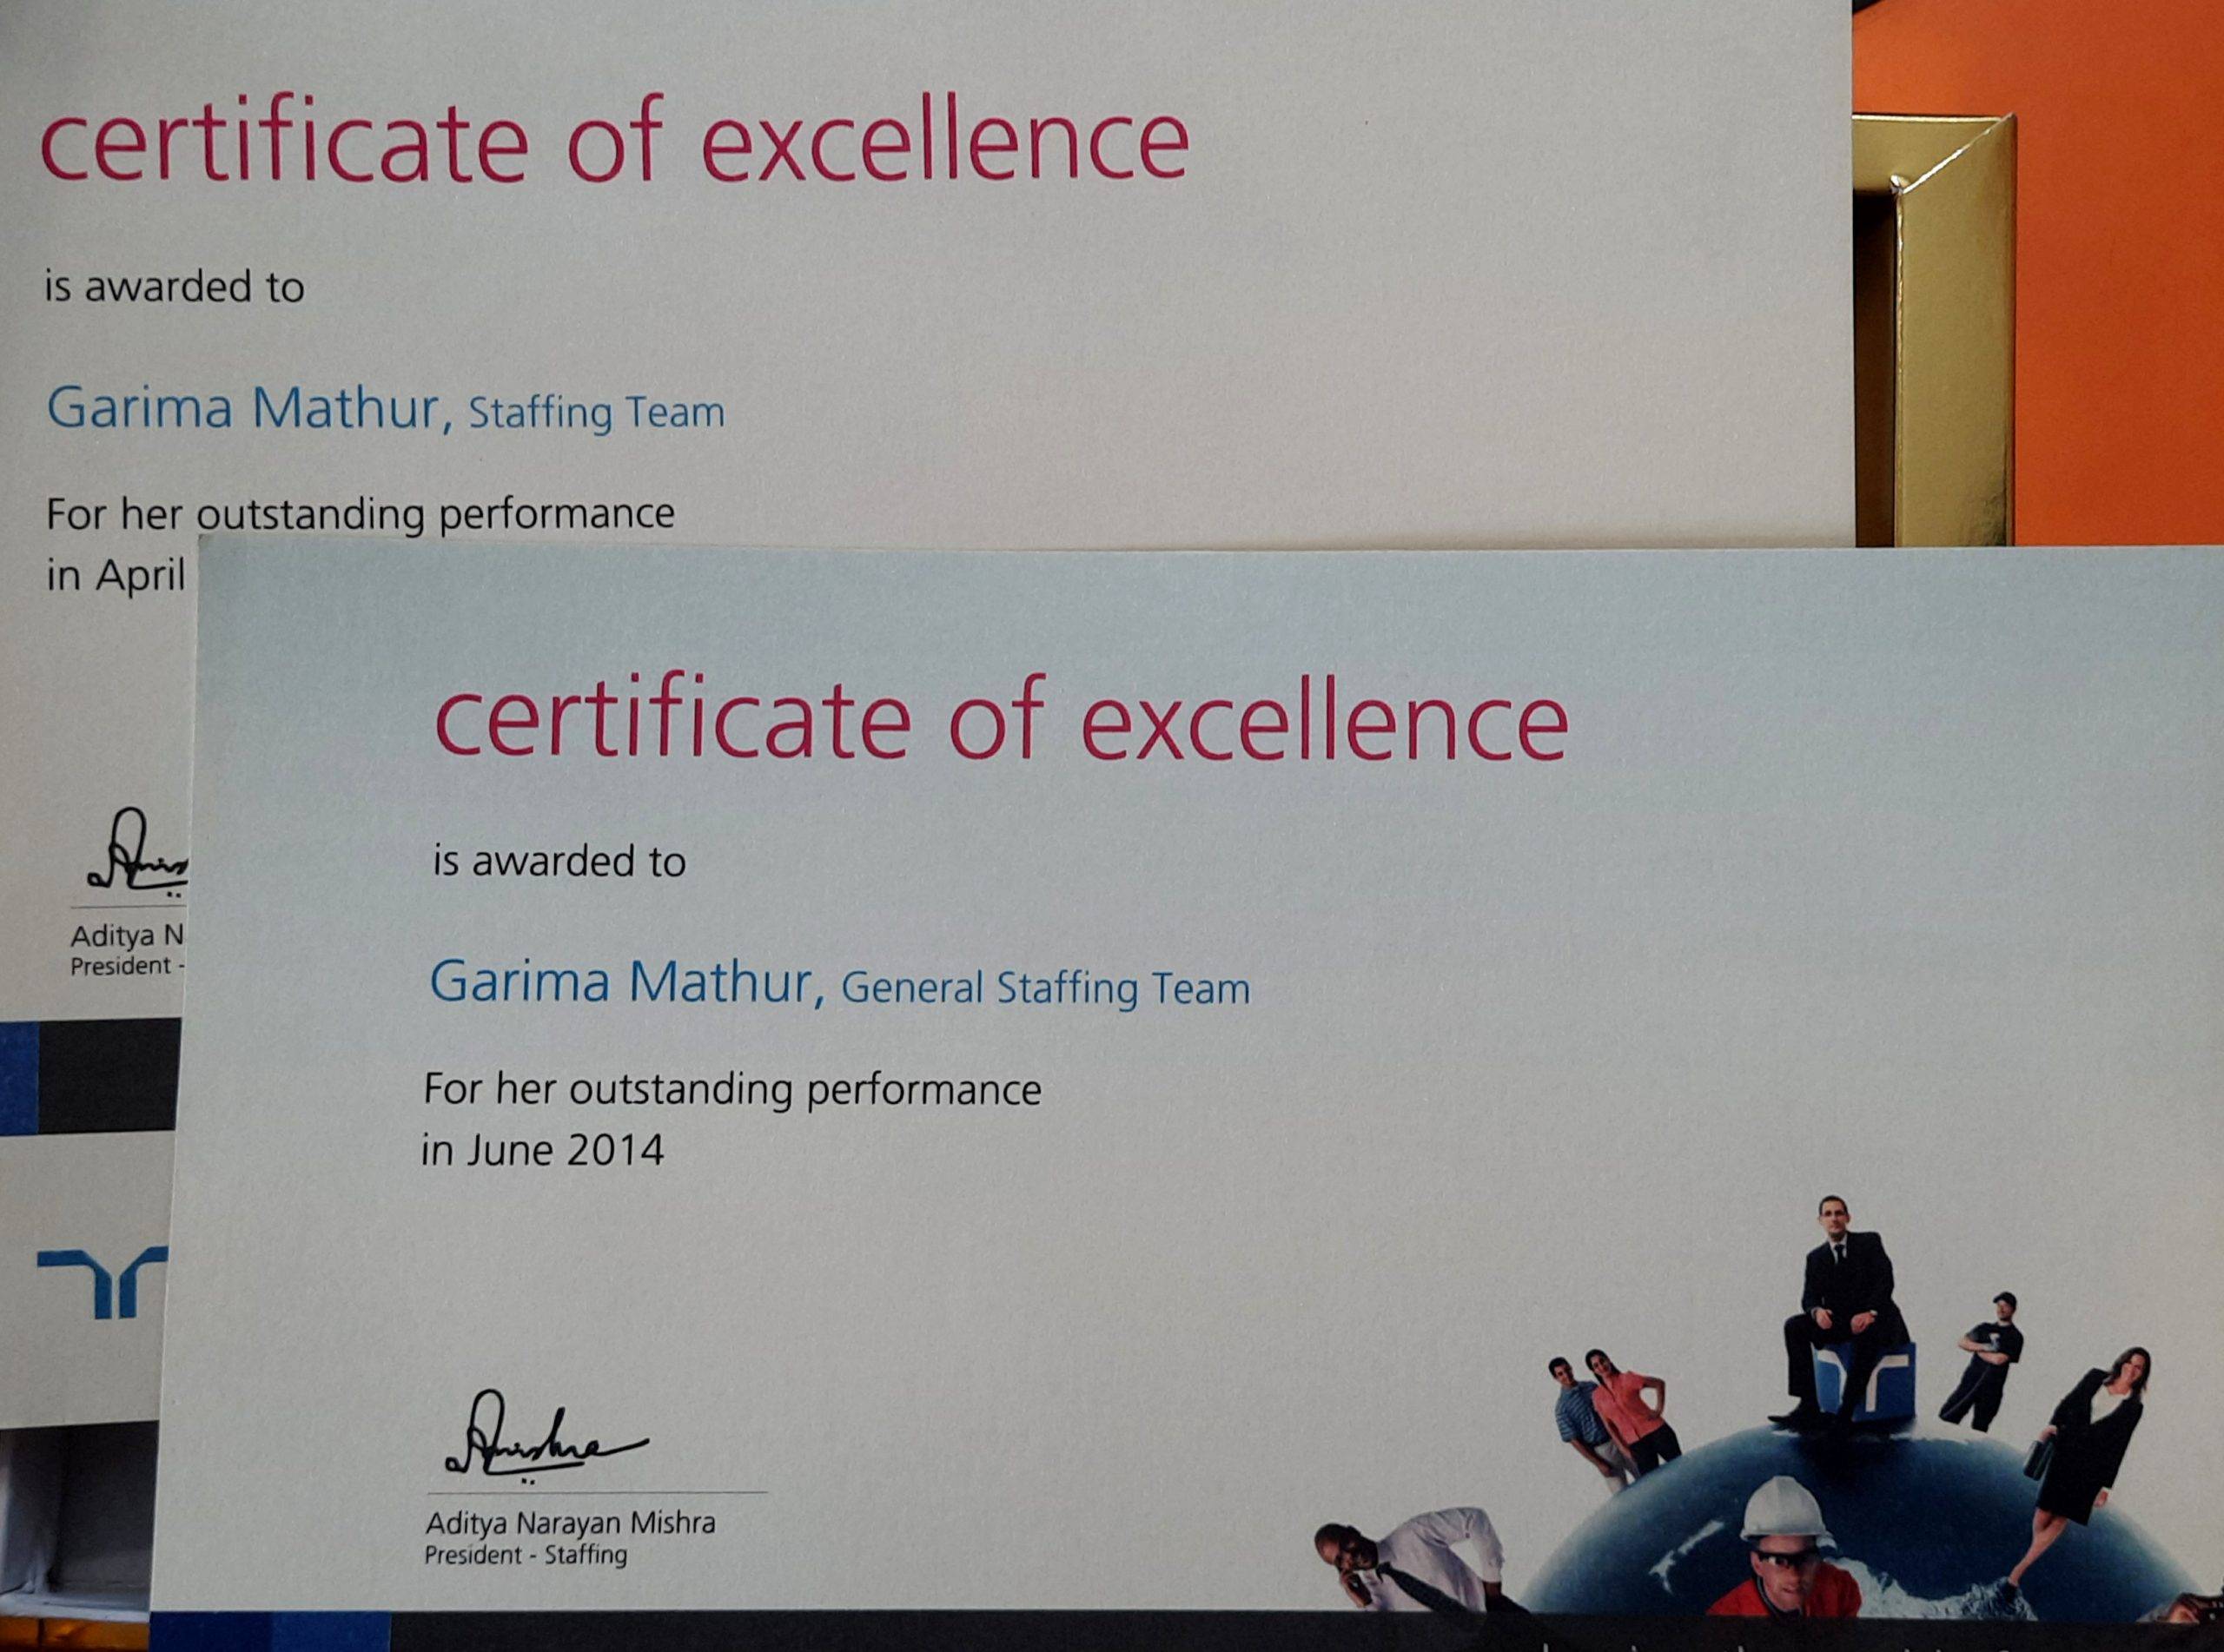 certificate of excellence
is awarded to
Garima Mathur, Staffing Team
For her outstanding performance
in April
Aditya N
President -
certificate of excellence
is awarded to
Garima Mathur, General Staffing Team
For her outstanding performance
in June 2014
Aditya Narayan Mishra
President - Staffing